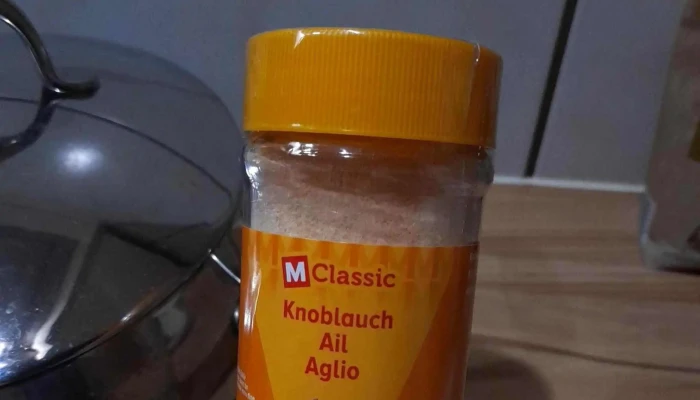 M Classic
Knoblauch
Ail
Aglio